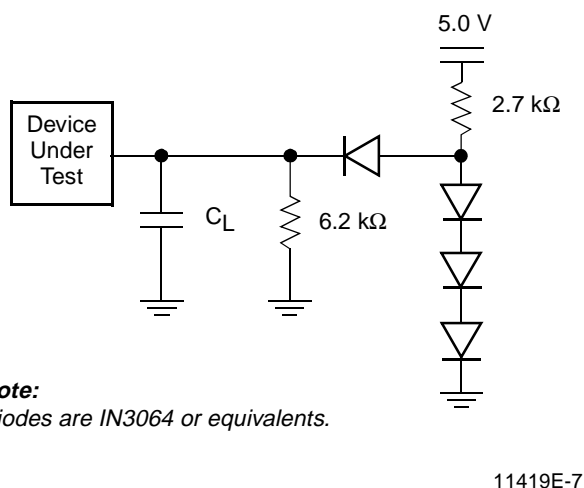 5.0 V
2.7 kΩ
Device
Under
Test
CL
6.2 kΩ
ote:
iodes are IN3064 or equivalents.
11419E-7